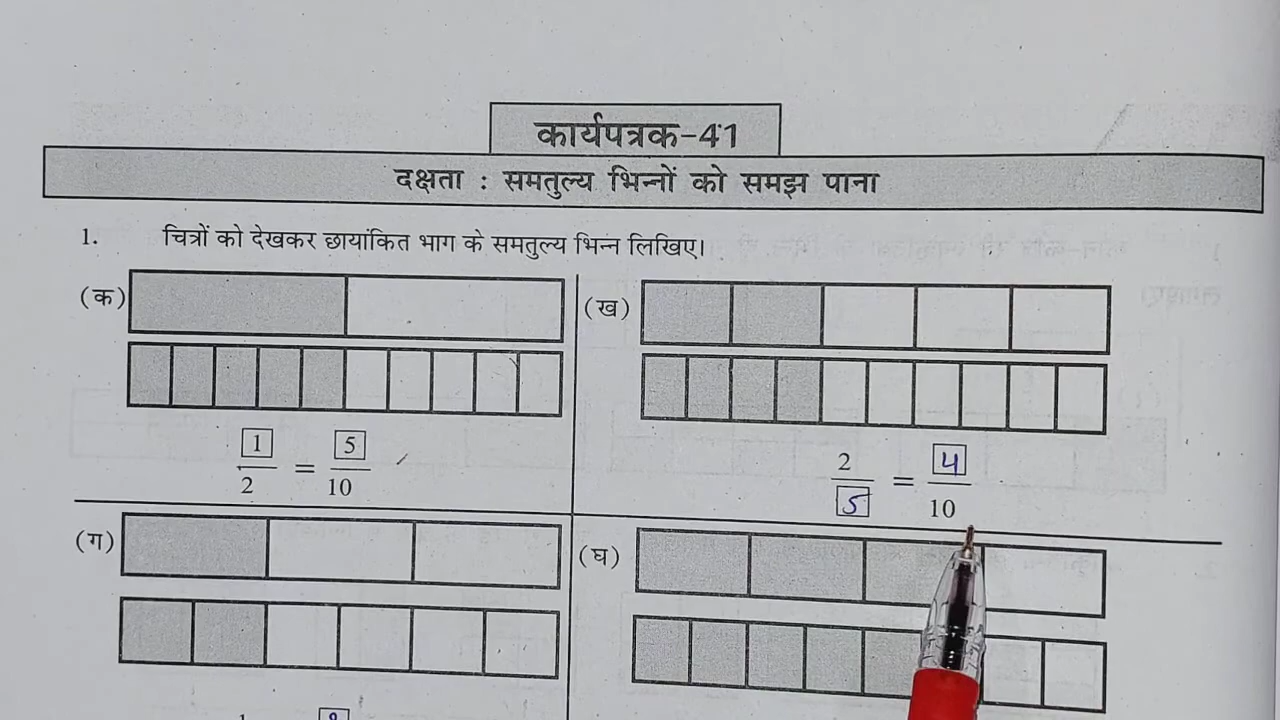 कार्यपत्रक-41
दक्षता : समतुल्य भिन्नों को समझ पाना
1. चित्रों को देखकर छायांकित भाग के समतुल्य भिन्न लिखिए।
(क)
(ख)
1/2 = 5/10
2/5 = 4/10
(ग)
(घ)